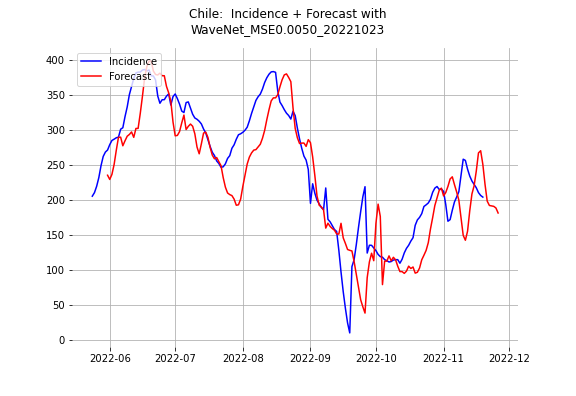 Chile:  Incidence + Forecast with
WaveNet_MSE0.0050_20221023
Incidence
Forecast
400
350
300
250
200
150
100
50
0
2022-06 2022-07 2022-08 2022-09 2022-10 2022-11 2022-12